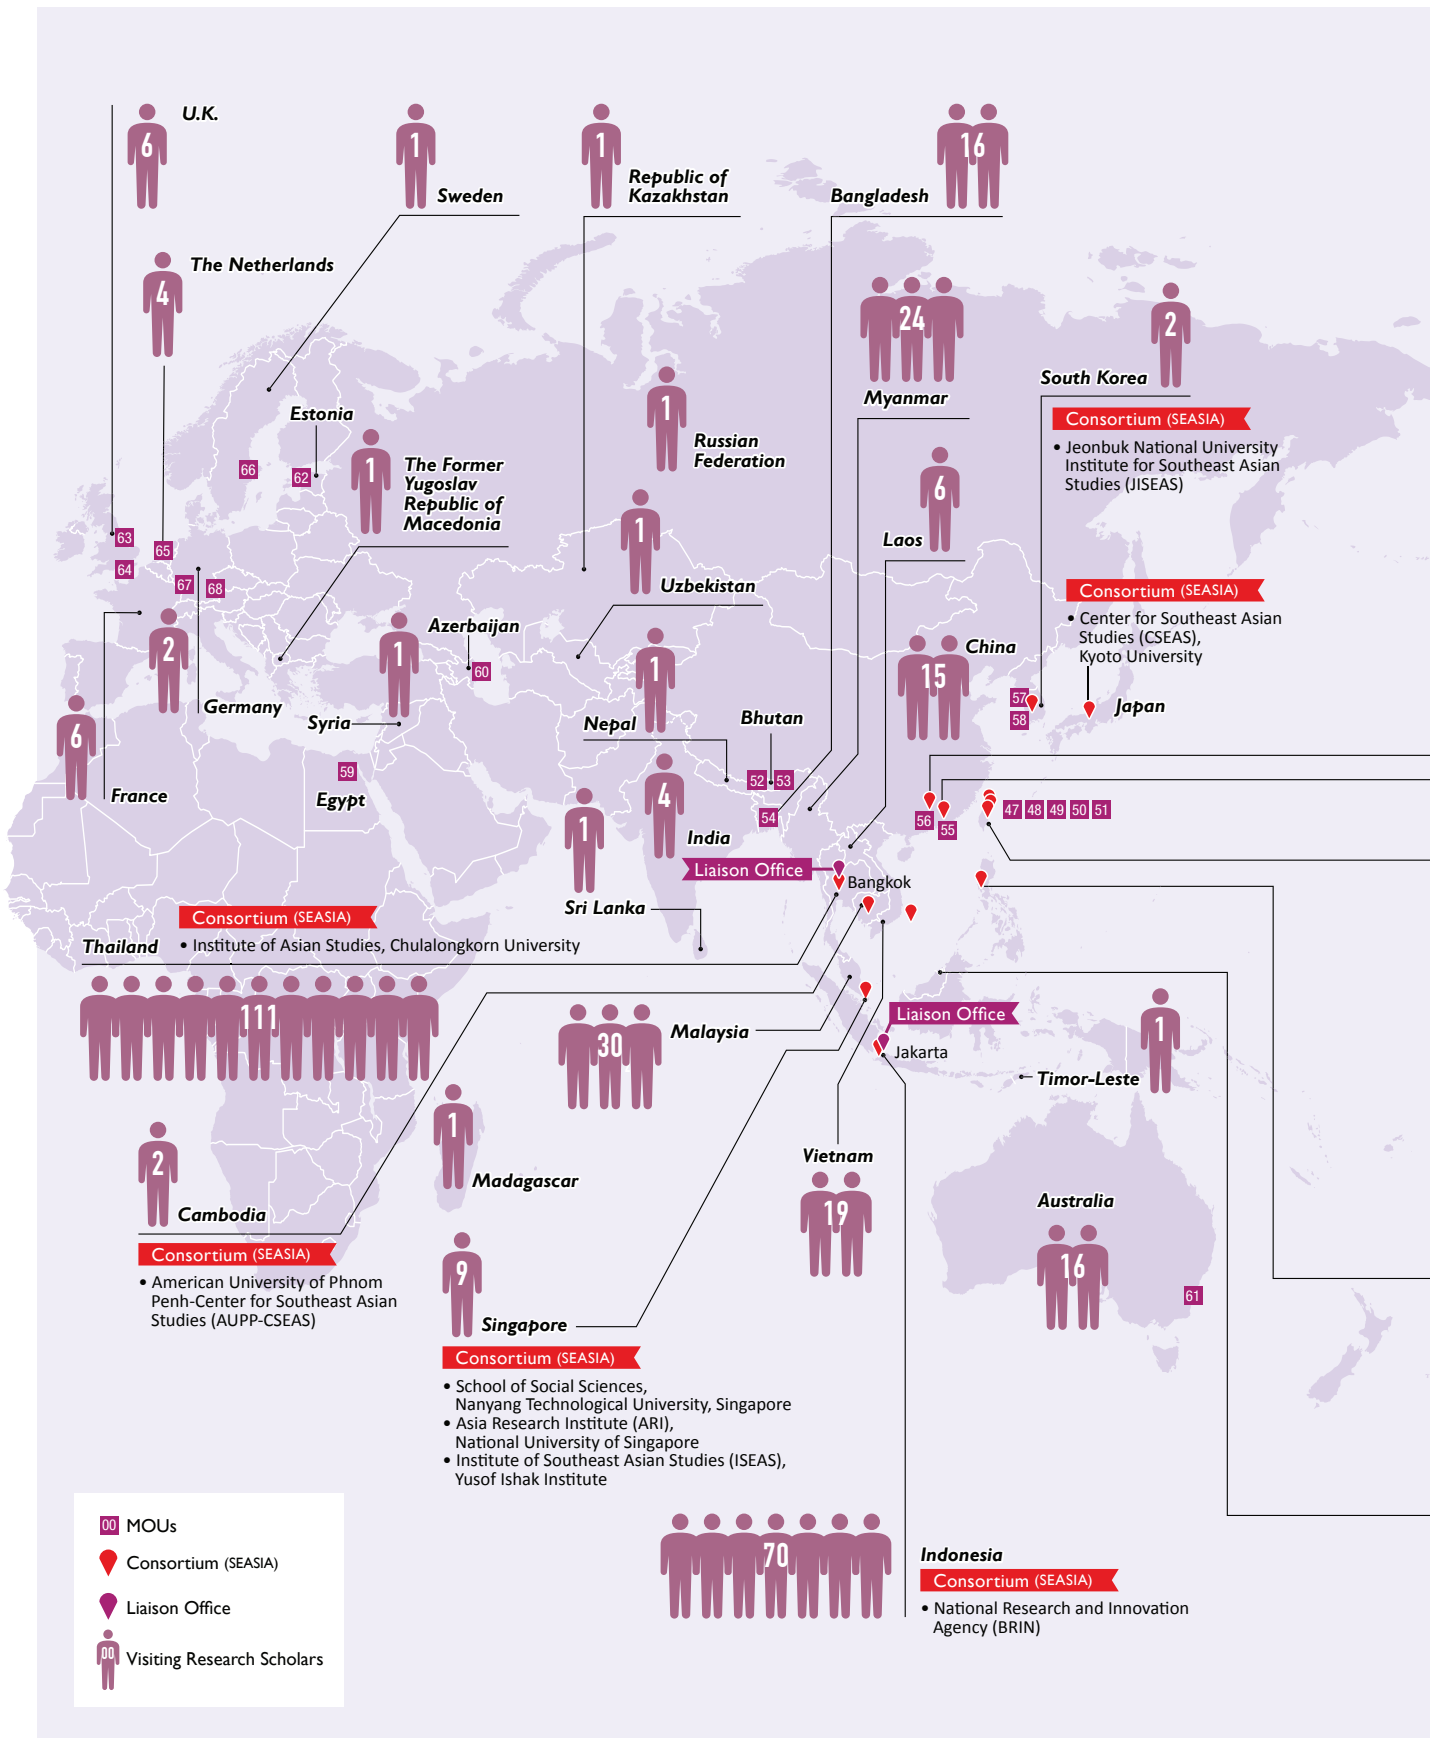 U.K.
6
Sweden
1
Republic of
Kazakhstan
1
Bangladesh
16
The Netherlands
4
24
Myanmar
2
South Korea
Consortium (SEASIA)
• Jeonbuk National University
Institute for Southeast Asian
Studies (JISEAS)
Estonia
1
Russian
Federation
66
62
1
The Former
Yugoslav
Republic of
Macedonia
6
Laos
63
65
64
67
68
1
Uzbekistan
Consortium (SEASIA)
• Center for Southeast Asian
Studies (CSEAS),
Kyoto University
Japan
2
Germany
1
Syria
Azerbaijan
60
1
Nepal
Bhutan
15
China
57
58
6
France
59
Egypt
52
53
54
4
India
1
Sri Lanka
56
55
47
48
49
50
51
Liaison Office
Bangkok
Consortium (SEASIA)
Thailand
• Institute of Asian Studies, Chulalongkorn University
111
30
Malaysia
Liaison Office
Jakarta
1
Timor-Leste
1
Madagascar
2
Cambodia
Consortium (SEASIA)
• American University of Phnom
Penh-Center for Southeast Asian
Studies (AUPP-CSEAS)
Vietnam
19
Australia
16
61
9
Singapore
Consortium (SEASIA)
• School of Social Sciences,
Nanyang Technological University, Singapore
• Asia Research Institute (ARI),
National University of Singapore
• Institute of Southeast Asian Studies (ISEAS),
Yusof Ishak Institute
70
Indonesia
Consortium (SEASIA)
• National Research and Innovation
Agency (BRIN)
00 MOUs
Consortium (SEASIA)
Liaison Office
00 Visiting Research Scholars